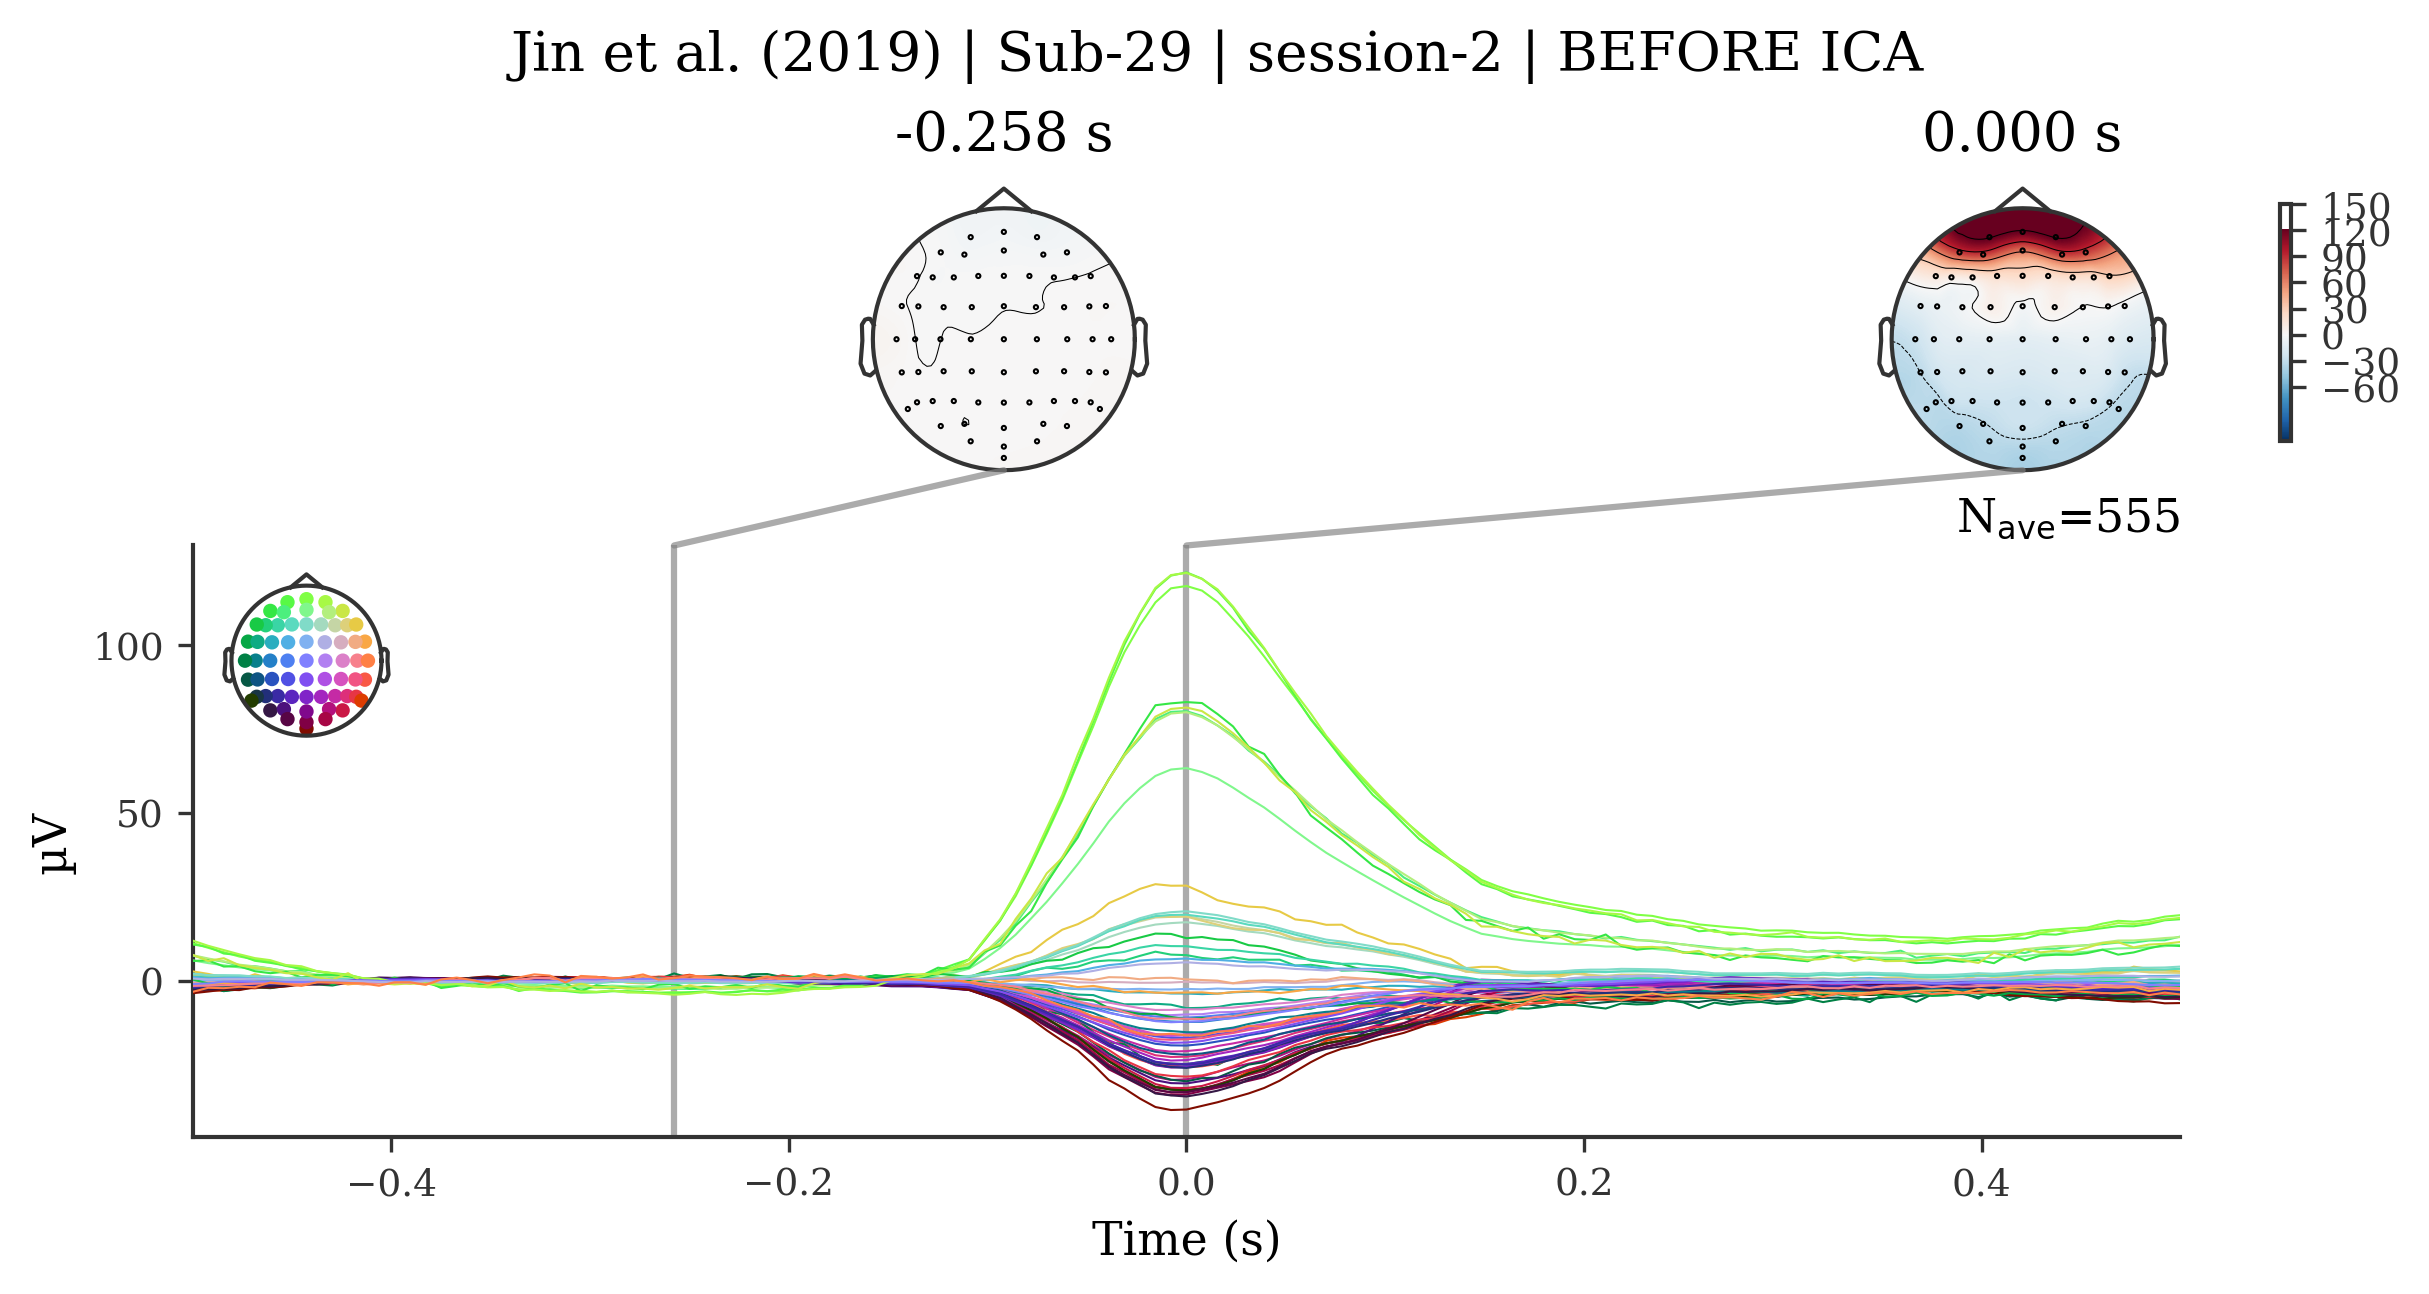 Jin et al. (2019) | Sub-29 | session-2 | BEFORE ICA
-0.258 s
0.000 s
150
120
90
60
30
0
−30
−60
Nave=555
100
50
0
µV
−0.4
−0.2
0.0
0.2
0.4
Time (s)